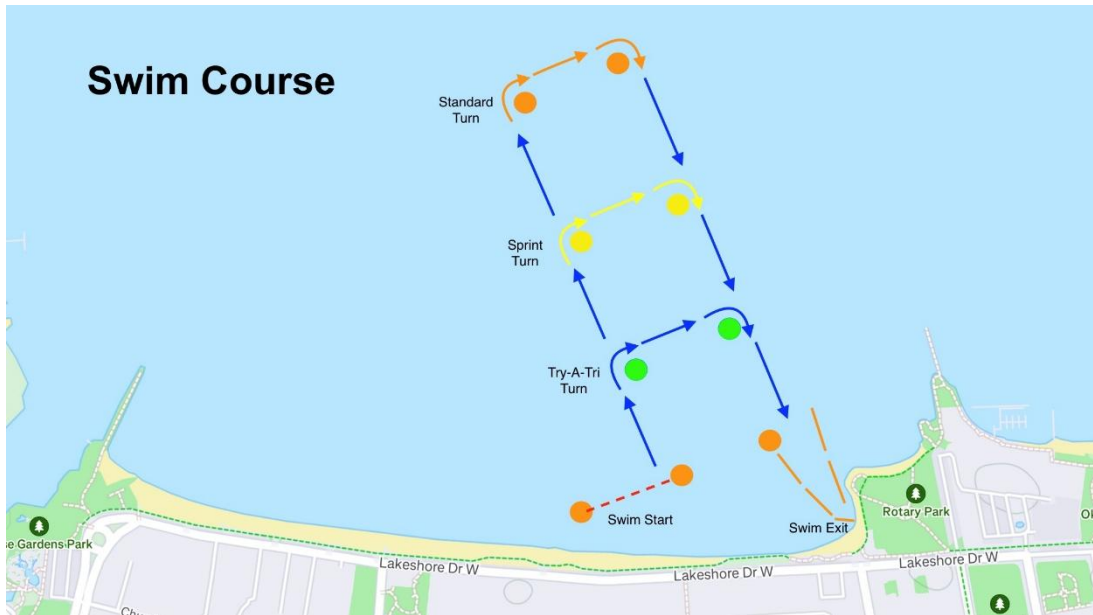 Swim Course
Standard
Turn
Sprint
Turn
Try-A-Tri
Turn
Swim Start
Swim Exit
Rotary Park
se Gardens Park
Lakeshore Dr W
Lakeshore Dr W
Lakeshore Dr W